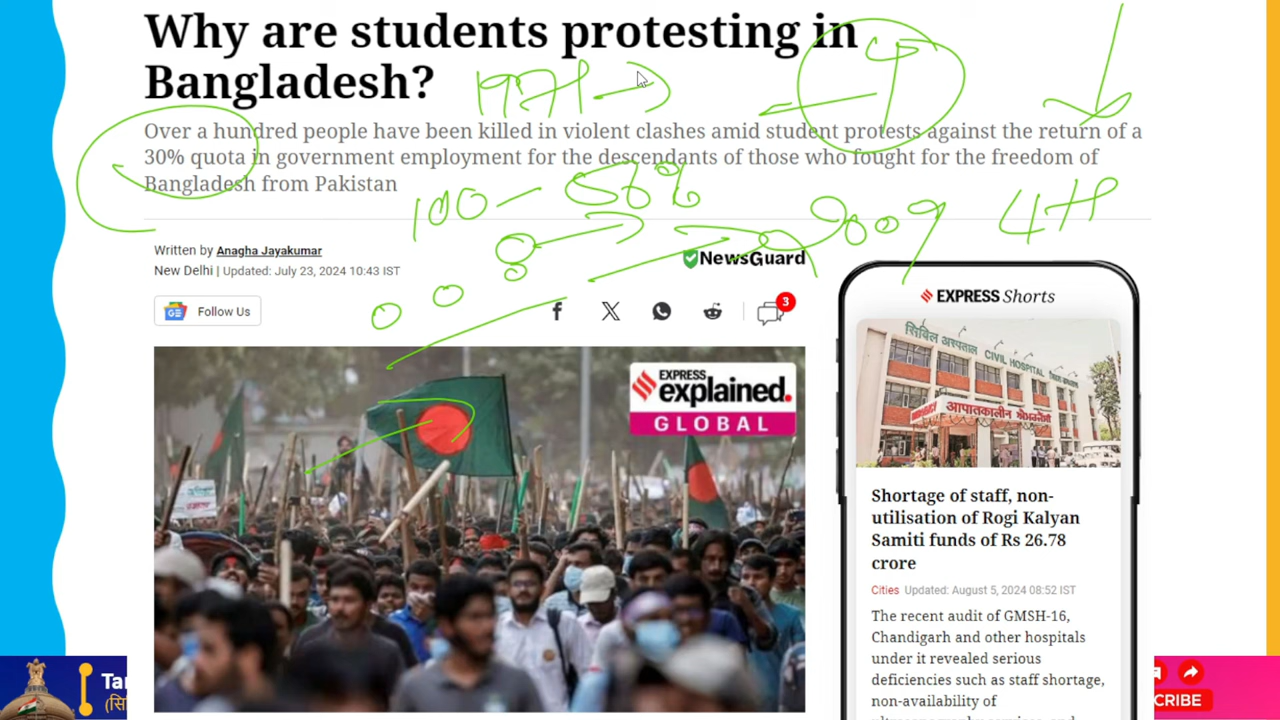 Why are students protesting in
Bangladesh?
1971
Over a hundred people have been killed in violent clashes amid student protests against the return of a
30% quota in government employment for the descendants of those who fought for the freedom of
Bangladesh from Pakistan
100 - 56%
2009
Written by Anagha Jayakumar
New Delhi | Updated: July 23, 2024 10:43 IST
NewsGuard
Follow Us
3
EXPRESS Shorts
सिविल अस्पताल CIVIL HOSPITAL
आपातकालीन
EXPRESS
explained.
GLOBAL
Shortage of staff, non-
utilisation of Rogi Kalyan
Samiti funds of Rs 26.78
crore
Cities Updated: August 5, 2024 08:52 IST
The recent audit of GMSH-16,
Chandigarh and other hospitals
under it revealed serious
deficiencies such as staff shortage,
non-availability of
Tar
CRIBE